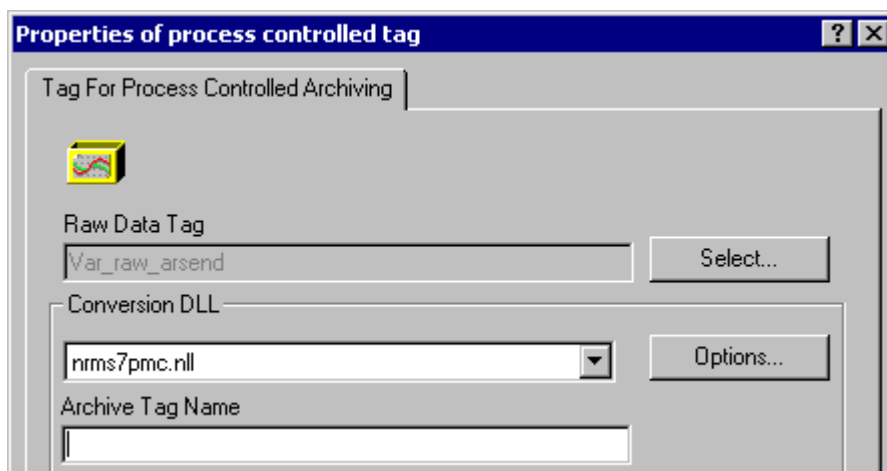 Properties of process controlled tag
Tag For Process Controlled Archiving
Raw Data Tag
Var_raw_arsend
Select...
Conversion DLL
nrms7pmc.nll
Options...
Archive Tag Name